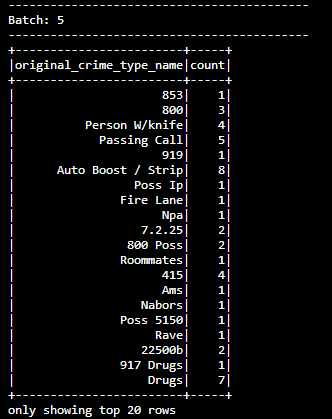 -------------------------------------------
Batch: 5
-------------------------------------------
+------------------------+-----+
|original_crime_type_name|count|
+------------------------+-----+
|                     853|    1|
|                     800|    3|
|          Person W/knife|    4|
|            Passing Call|    5|
|                     919|    1|
|      Auto Boost / Strip|    8|
|                 Poss Ip|    1|
|               Fire Lane|    1|
|                     Npa|    1|
|                  7.2.25|    2|
|                800 Poss|    2|
|               Roommates|    1|
|                     415|    4|
|                     Ams|    1|
|                  Nabors|    1|
|               Poss 5150|    1|
|                    Rave|    1|
|                  22500b|    2|
|               917 Drugs|    1|
|                   Drugs|    7|
+------------------------+-----+
only showing top 20 rows